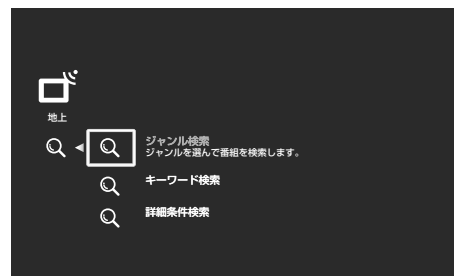 地上
ジャンル検索
ジャンルを選んで番組を検索します。
キーワード検索
詳細条件検索